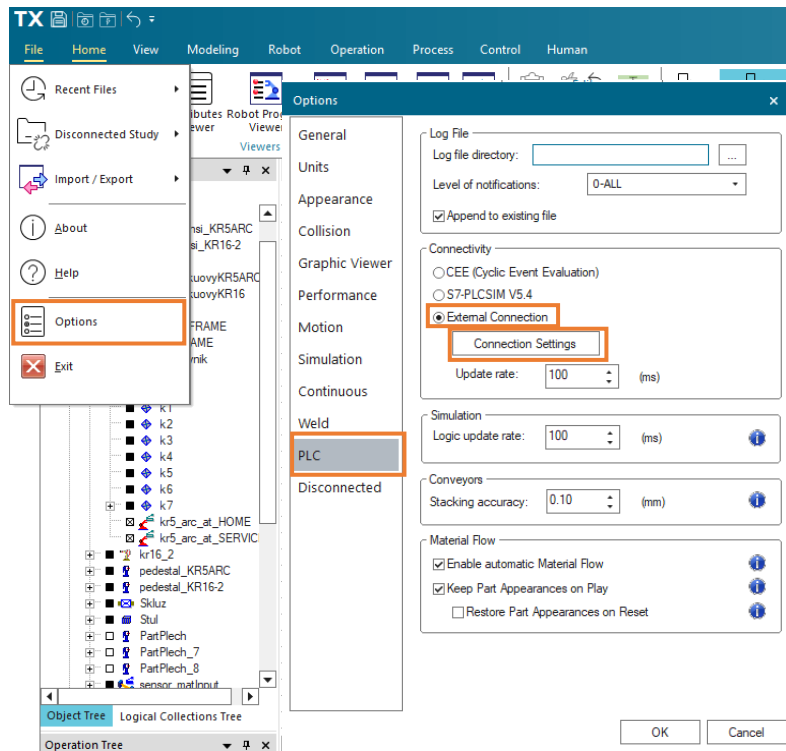 TX
File Home View Modeling Robot Operation Process Control Human
Recent Files
Disconnected Study
Import / Export
About
Help
Options
Exit
ibutes Robot Pro
ewer Viewe
Viewers
nsi_KR5ARC
si_KR16-2
kuovyKR5ARC
kuovyKR16
FRAME
AME
vnik
k1
k2
k3
k4
k5
k6
k7
kr5_arc_at_HOME
kr5_arc_at_SERVIC
kr16_2
pedestal_KR5ARC
pedestal_KR16-2
Skluz
Stul
PartPlech
PartPlech_7
PartPlech_8
sensor_matInput
Object Tree Logical Collections Tree
Operation Tree
Options
General
Units
Appearance
Collision
Graphic Viewer
Performance
Motion
Simulation
Continuous
Weld
PLC
Disconnected
Log File
Log file directory: ...
Level of notifications: 0-ALL
Append to existing file
Connectivity
CEE (Cyclic Event Evaluation)
S7-PLCSIM V5.4
External Connection
Connection Settings
Update rate: 100 (ms)
Simulation
Logic update rate: 100 (ms)
Conveyors
Stacking accuracy: 0.10 (mm)
Material Flow
Enable automatic Material Flow
Keep Part Appearances on Play
Restore Part Appearances on Reset
OK Cancel